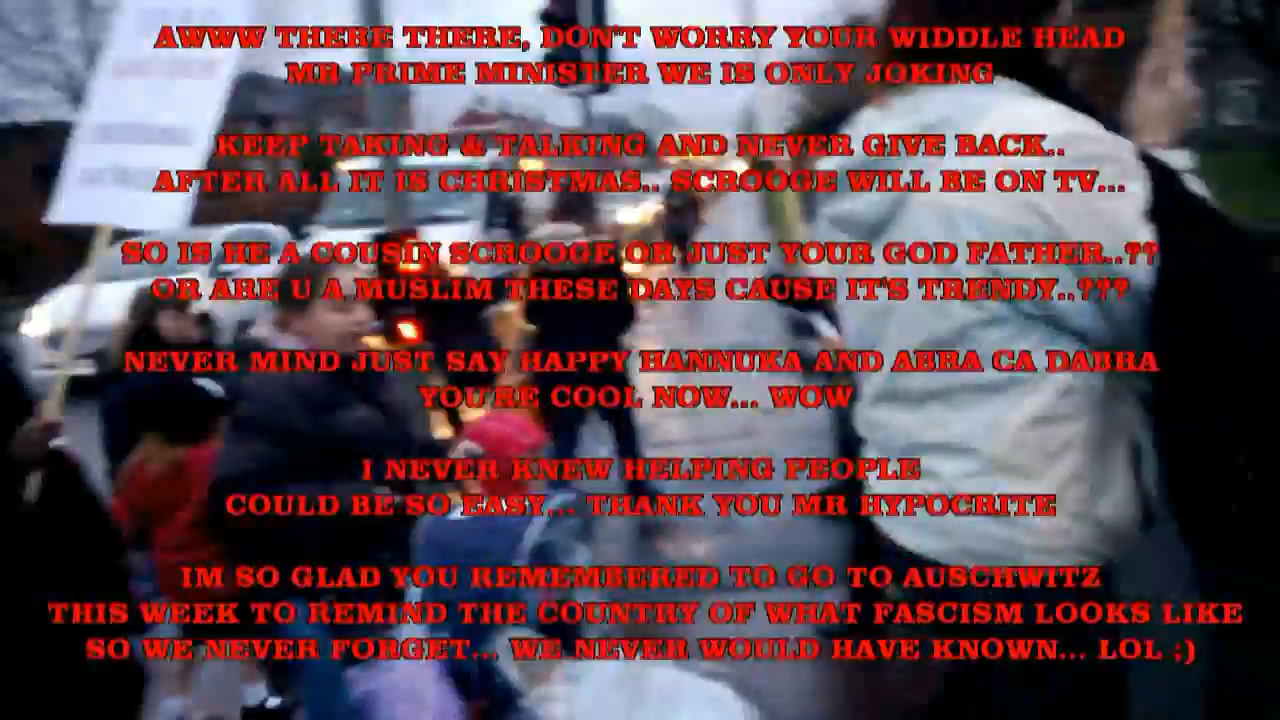 AWWW THERE THERE, DON'T WORRY YOUR WIDDLE HEAD
MR PRIME MINISTER WE IS ONLY JOKING
KEEP TAKING & TALKING AND NEVER GIVE BACK..
AFTER ALL IT IS CHRISTMAS.. SCROOGE WILL BE ON TV...
SO IS HE A COUSIN SCROOGE OR JUST YOUR GOD FATHER..??
OR ARE U A MUSLIM THESE DAYS CAUSE IT'S TRENDY..???
NEVER MIND JUST SAY HAPPY HANNUKA AND ABRA CA DABRA
YOU'RE COOL NOW... WOW
I NEVER KNEW HELPING PEOPLE
COULD BE SO EASY... THANK YOU MR HYPOCRITE
IM SO GLAD YOU REMEMBERED TO GO TO AUSCHWITZ
THIS WEEK TO REMIND THE COUNTRY OF WHAT FASCISM LOOKS LIKE
SO WE NEVER FORGET... WE NEVER WOULD HAVE KNOWN... LOL ;)